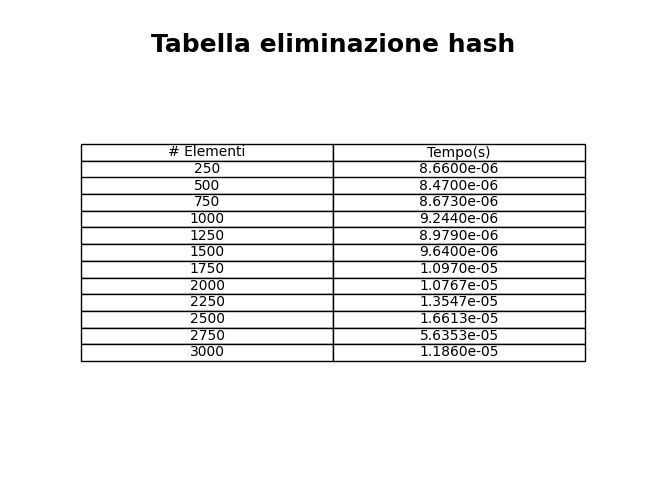 Tabella eliminazione hash
# Elementi Tempo(s)
250 8.6600e-06
500 8.4700e-06
750 8.6730e-06
1000 9.2440e-06
1250 8.9790e-06
1500 9.6400e-06
1750 1.0970e-05
2000 1.0767e-05
2250 1.3547e-05
2500 1.6613e-05
2750 5.6353e-05
3000 1.1860e-05